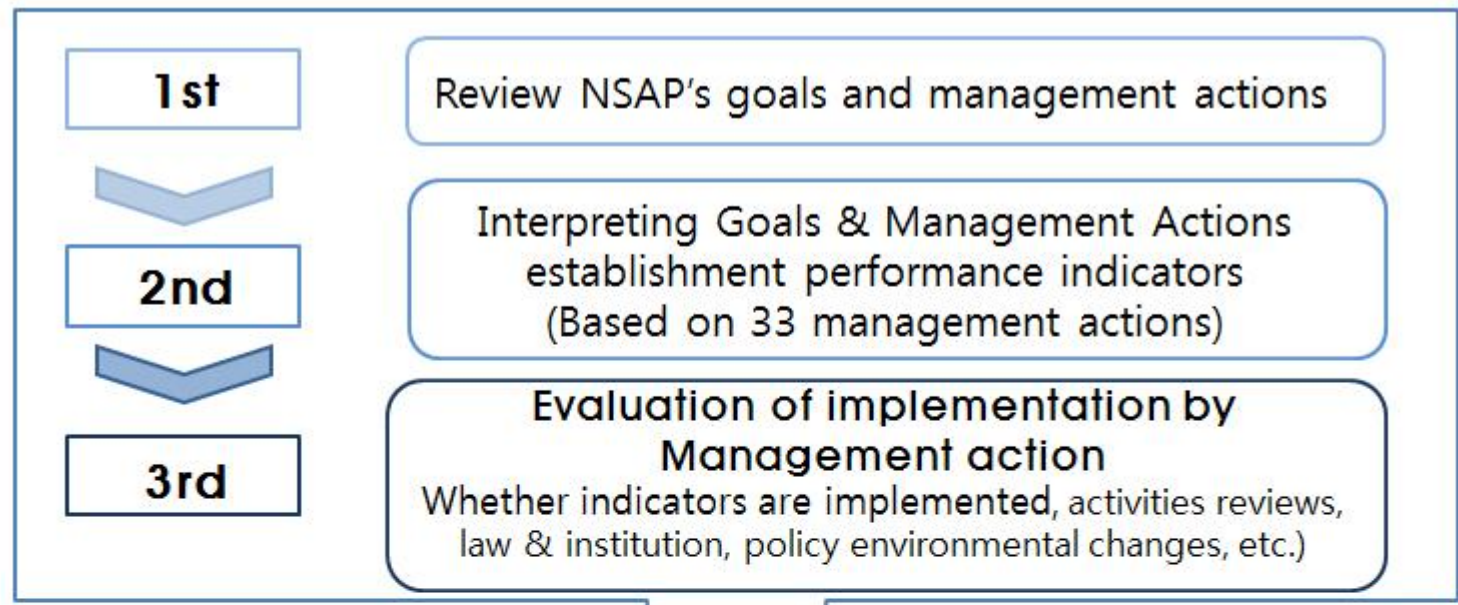 1st
Review NSAP's goals and management actions
2nd
Interpreting Goals & Management Actions
establishment performance indicators
(Based on 33 management actions)
3rd
Evaluation of implementation by
Management action
Whether indicators are implemented, activities reviews,
law & institution, policy environmental changes, etc.)